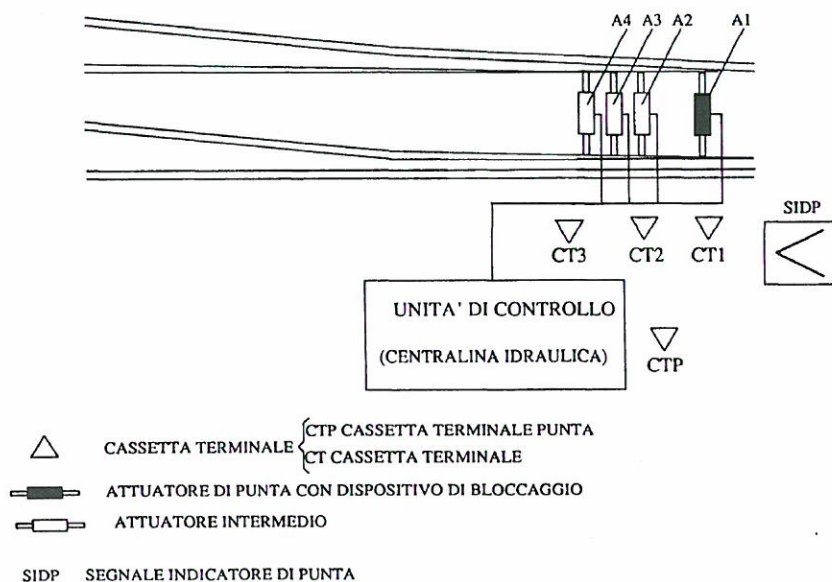 A4 A3 A2 A1
SIDP
CT3 CT2 CT1
UNITA' DI CONTROLLO
(CENTRALINA IDRAULICA)
CTP
CASSETTA TERMINALE
CTP CASSETTA TERMINALE PUNTA
CT CASSETTA TERMINALE
ATTUATORE DI PUNTA CON DISPOSITIVO DI BLOCCAGGIO
ATTUATORE INTERMEDIO
SIDP SEGNALE INDICATORE DI PUNTA